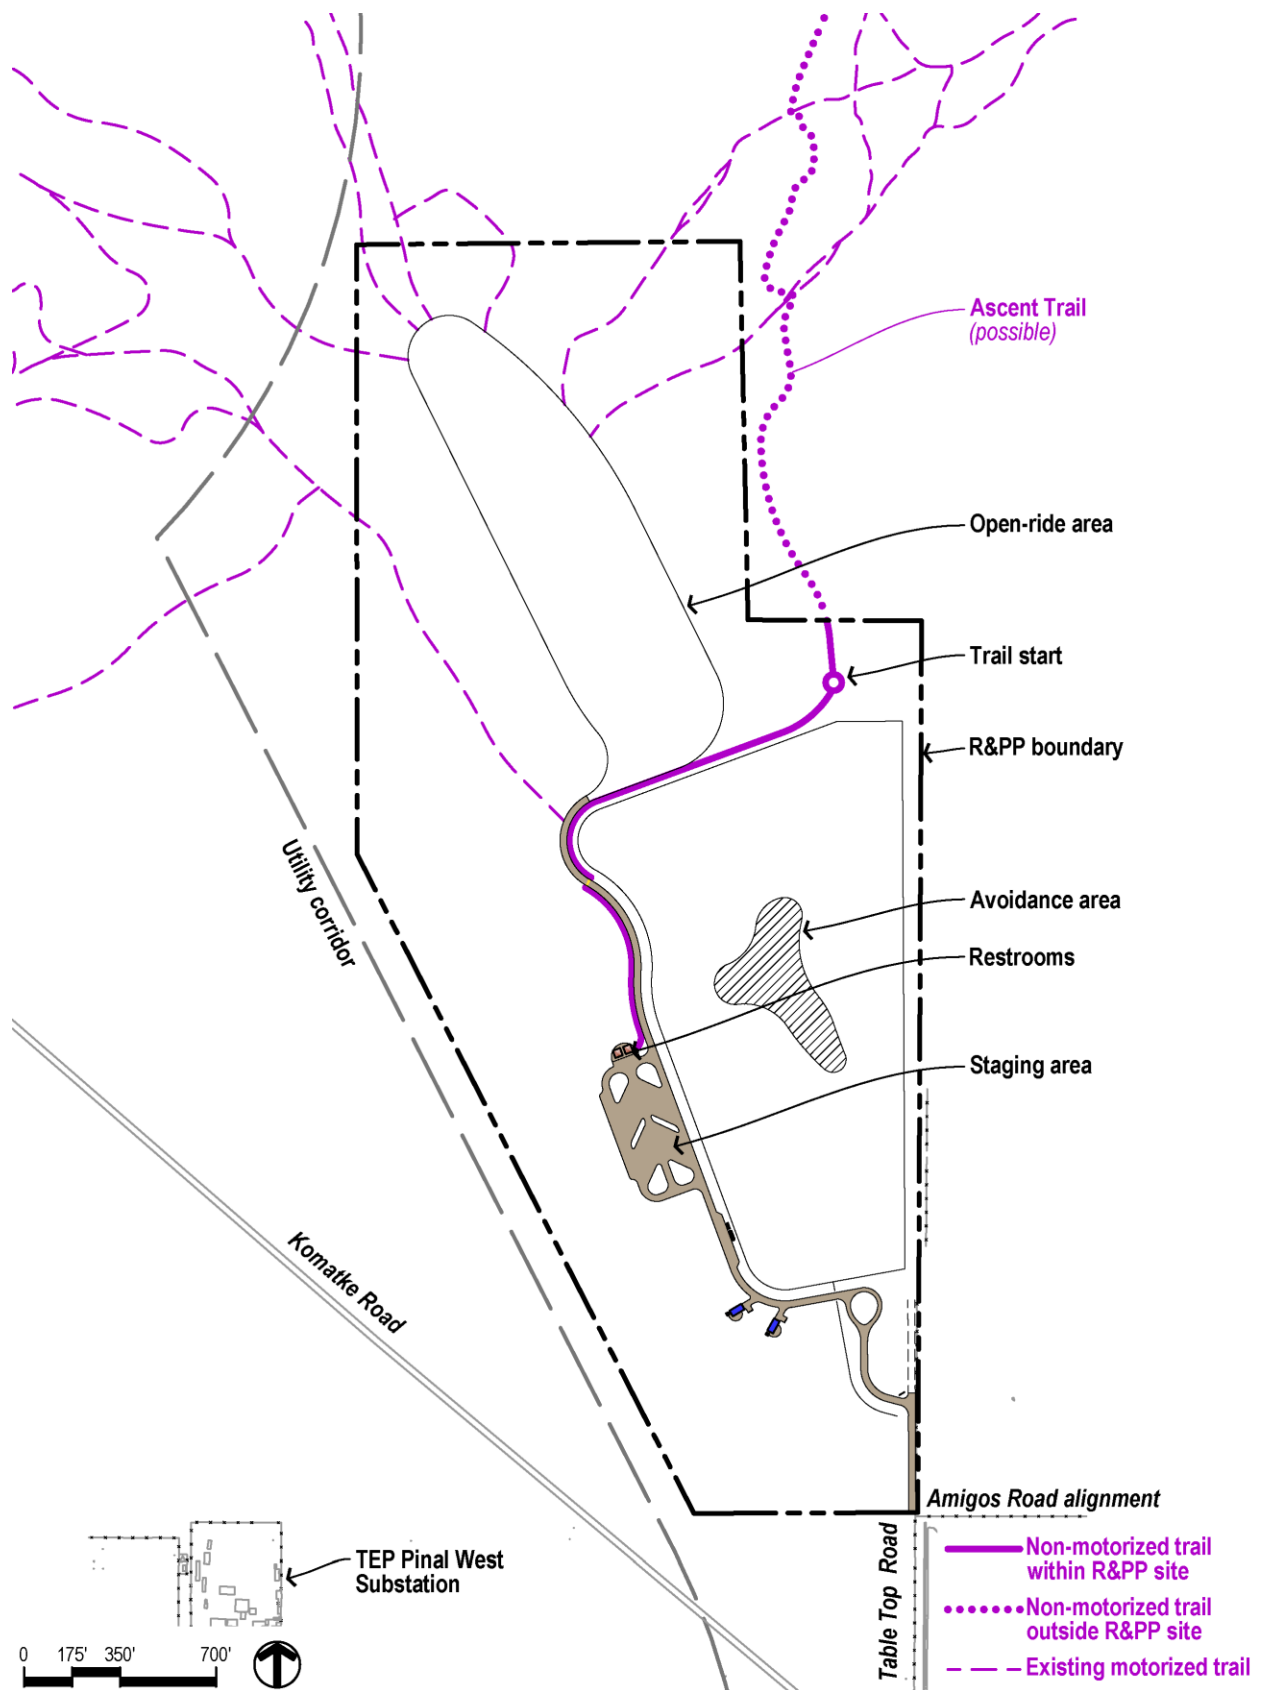 Ascent Trail
(possible)
Open-ride area
Trail start
R&PP boundary
Utility corridor
Avoidance area
Restrooms
Staging area
Komatke Road
Amigos Road alignment
TEP Pinal West
Substation
Table Top Road
Non-motorized trail
within R&PP site
Non-motorized trail
outside R&PP site
Existing motorized trail
0 175' 350' 700'